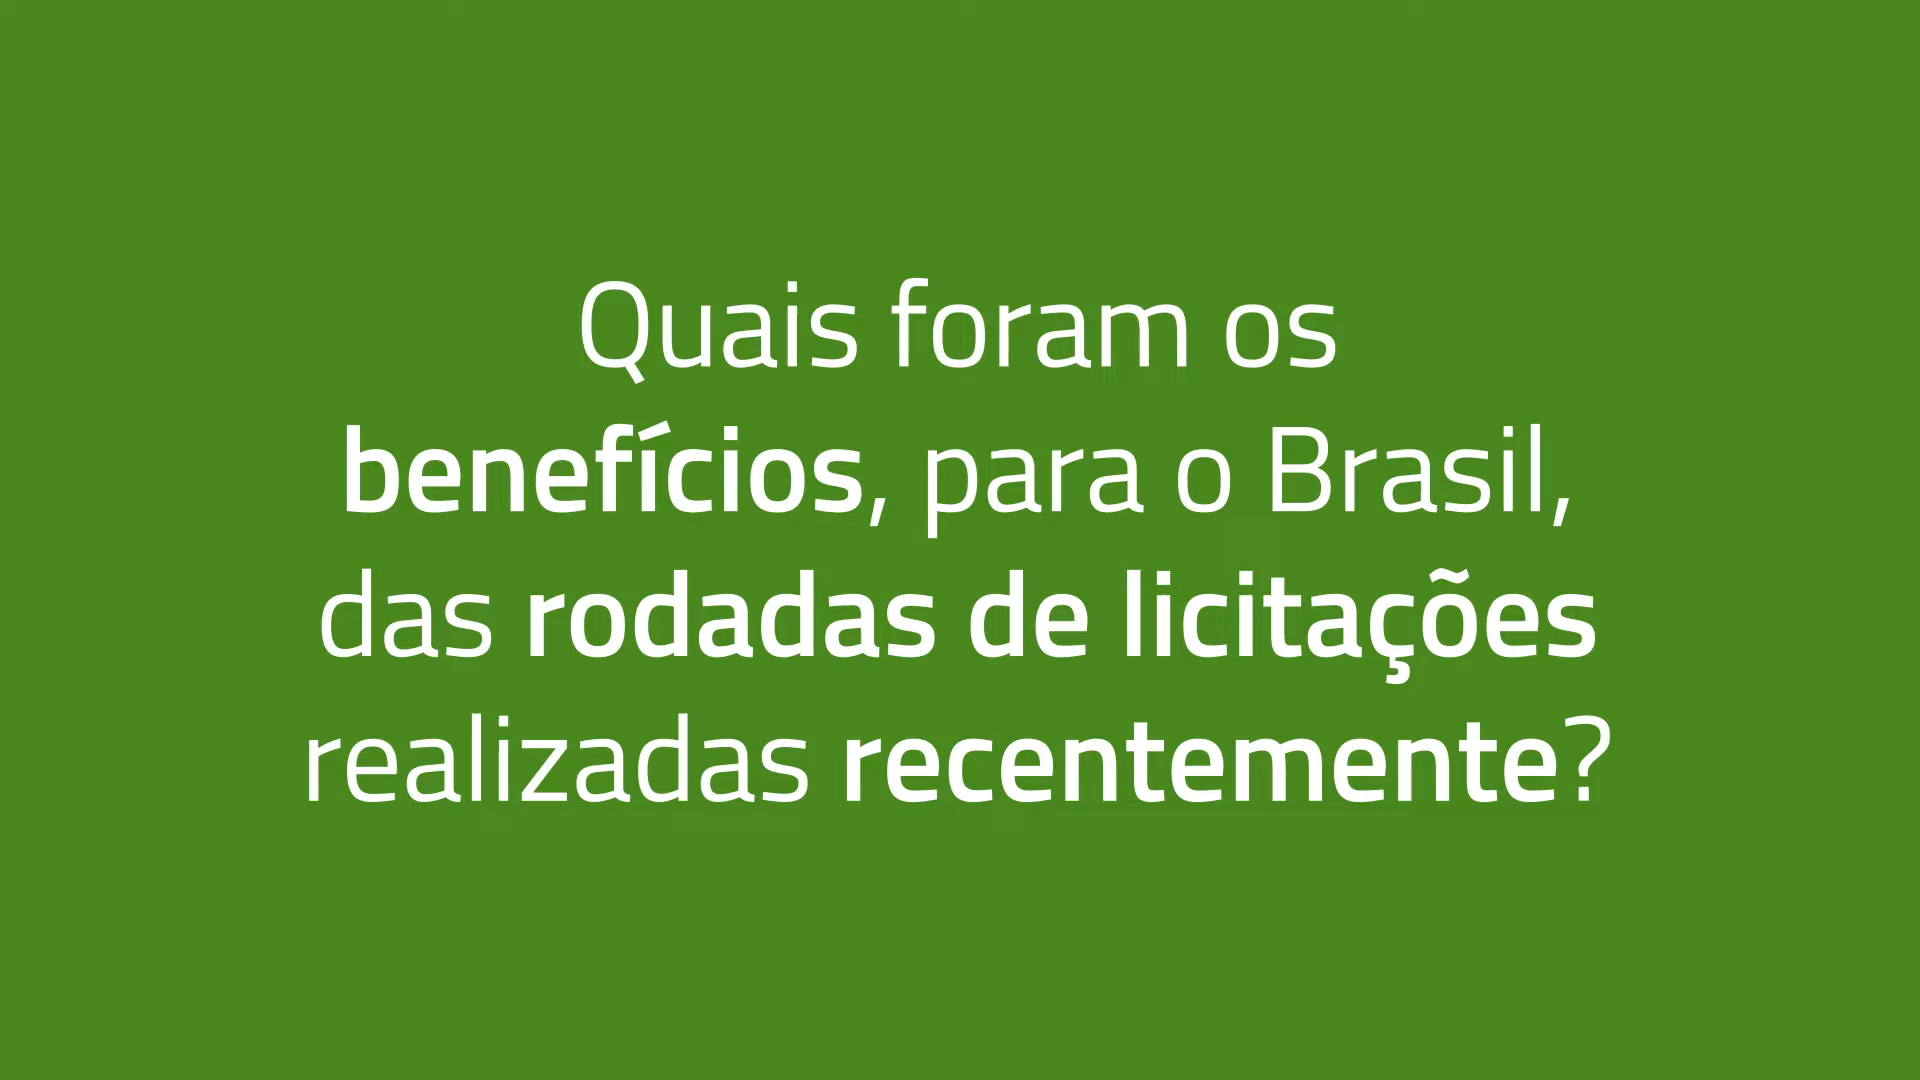 Quais foram os
benefícios, para o Brasil,
das rodadas de licitações
realizadas recentemente?